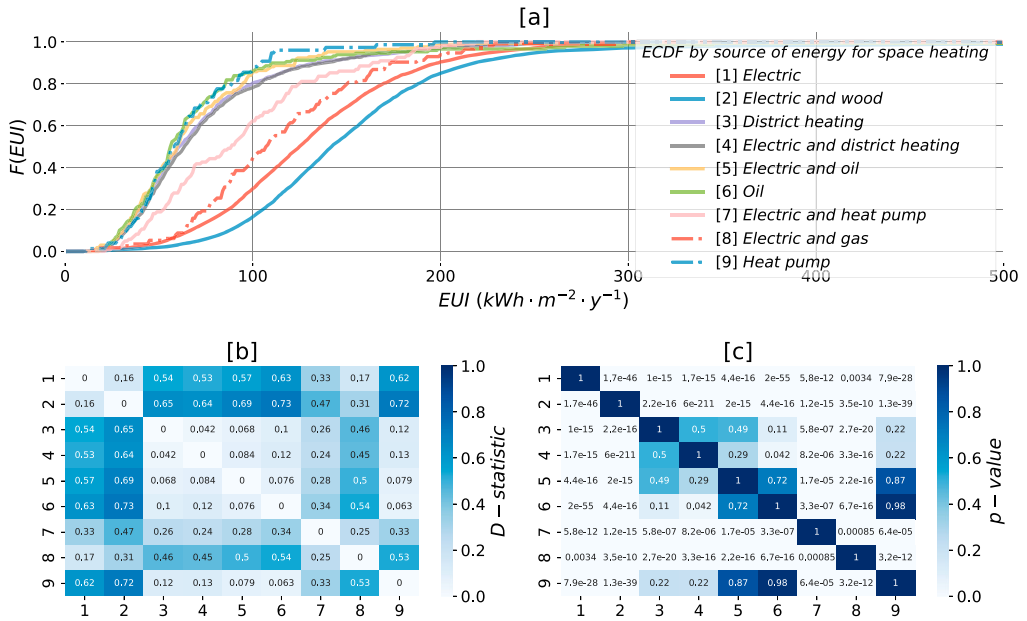 [a]
1.0
0.8
0.6
0.4
0.2
0.0
F(EUI)
ECDF by source of energy for space heating
[1] Electric
[2] Electric and wood
[3] District heating
[4] Electric and district heating
[5] Electric and oil
[6] Oil
[7] Electric and heat pump
[8] Electric and gas
[9] Heat pump
0 100 200 300 400 500
EUI (kWh · m⁻² · y⁻¹)
[b]
1 0 0,16 0,54 0,53 0,57 0,63 0,33 0,17 0,62
2 0,16 0 0,65 0,64 0,69 0,73 0,47 0,31 0,72
3 0,54 0,65 0 0,042 0,068 0,1 0,26 0,46 0,12
4 0,53 0,64 0,042 0 0,084 0,12 0,24 0,45 0,13
5 0,57 0,69 0,068 0,084 0 0,076 0,28 0,5 0,079
6 0,63 0,73 0,1 0,12 0,076 0 0,34 0,54 0,063
7 0,33 0,47 0,26 0,24 0,28 0,34 0 0,25 0,33
8 0,17 0,31 0,46 0,45 0,5 0,54 0,25 0 0,53
9 0,62 0,72 0,12 0,13 0,079 0,063 0,33 0,53 0
1 2 3 4 5 6 7 8 9
1.0
0.8
0.6
0.4
0.2
0.0
D − statistic
[c]
1 1 1,7e-46 1e-15 1,7e-15 4,4e-16 2e-55 5,8e-12 0,0034 7,9e-28
2 1,7e-46 1 2,2e-16 6e-211 2e-15 4,4e-16 1,2e-15 3,5e-10 1,3e-39
3 1e-15 2,2e-16 1 0,5 0,49 0,11 5,8e-07 2,7e-20 0,22
4 1,7e-15 6e-211 0,5 1 0,29 0,042 8,2e-06 3,3e-16 0,22
5 4,4e-16 2e-15 0,49 0,29 1 0,72 1,7e-05 2,2e-16 0,87
6 2e-55 4,4e-16 0,11 0,042 0,72 1 3,3e-07 6,7e-16 0,98
7 5,8e-12 1,2e-15 5,8e-07 8,2e-06 1,7e-05 3,3e-07 1 0,00085 6,4e-05
8 0,0034 3,5e-10 2,7e-20 3,3e-16 2,2e-16 6,7e-16 0,00085 1 3,2e-12
9 7,9e-28 1,3e-39 0,22 0,22 0,87 0,98 6,4e-05 3,2e-12 1
1 2 3 4 5 6 7 8 9
1.0
0.8
0.6
0.4
0.2
0.0
p − value